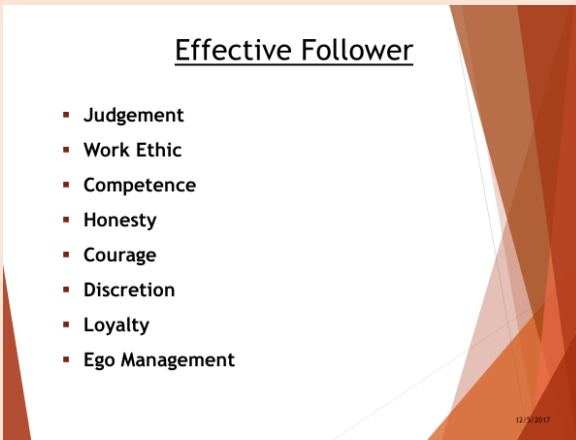 Effective Follower
Judgement
Work Ethic
Competence
Honesty
Courage
Discretion
Loyalty
Ego Management
12/5/2017